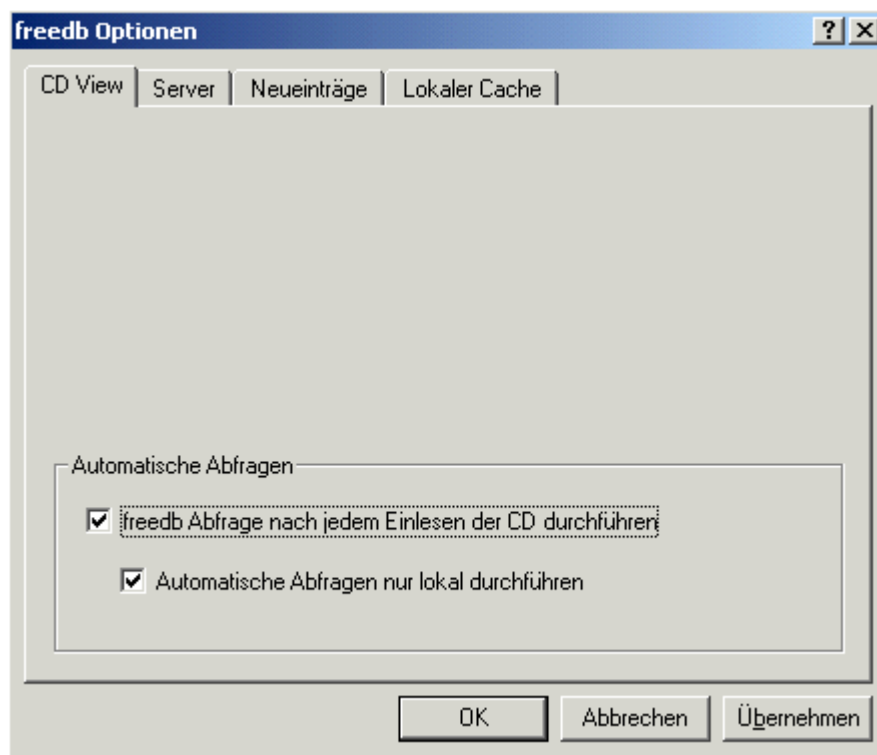 freedb Optionen
CD View Server Neueinträge Lokaler Cache
Automatische Abfragen
freedb Abfrage nach jedem Einlesen der CD durchführen
Automatische Abfragen nur lokal durchführen
OK Abbrechen Übernehmen